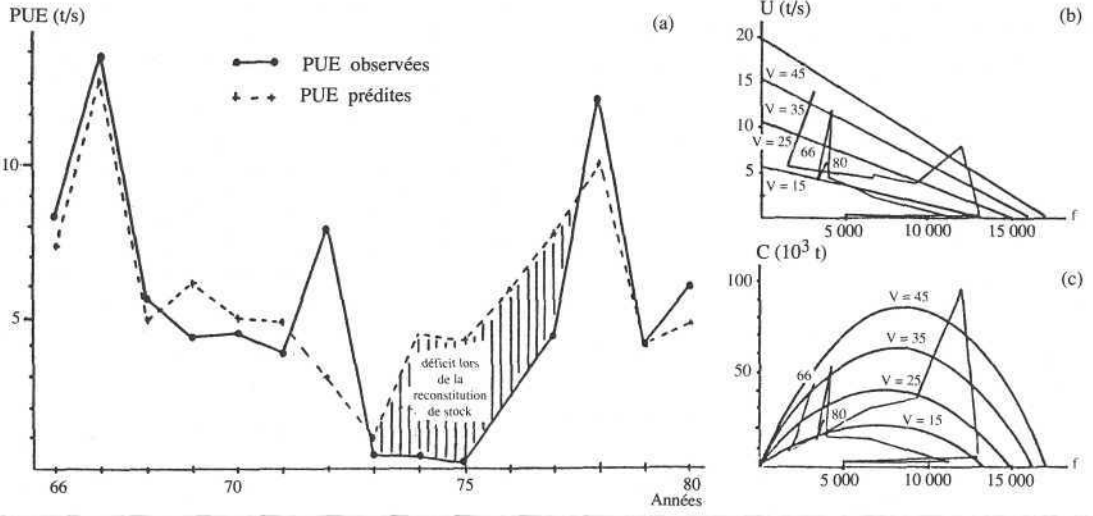 PUE (t/s)
(a)
PUE observées
PUE prédites
10
5
déficit lors
de la
reconstitution
de stock
66
70
75
80
Années
U (t/s)
(b)
20
15
10
5
V = 45
V = 35
V = 25
V = 15
66
80
5 000
10 000
15 000
f
C (10³ t)
(c)
100
50
V = 45
V = 35
V = 25
V = 15
66
80
5 000
10 000
15 000
f